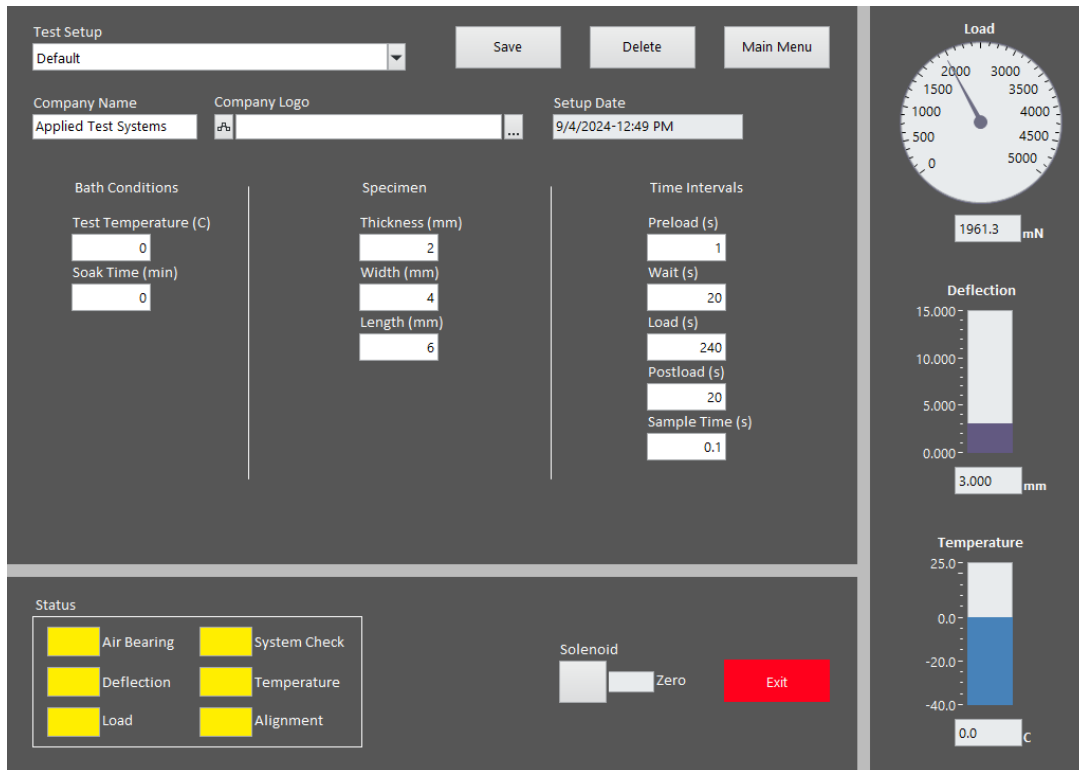 Test Setup
Default
Save
Delete
Main Menu
Company Name
Company Logo
Setup Date
Applied Test Systems
...
9/4/2024-12:49 PM
Bath Conditions
Test Temperature (C)
0
Soak Time (min)
0
Specimen
Thickness (mm)
2
Width (mm)
4
Length (mm)
6
Time Intervals
Preload (s)
1
Wait (s)
20
Load (s)
240
Postload (s)
20
Sample Time (s)
0.1
Status
Air Bearing
System Check
Deflection
Temperature
Load
Alignment
Solenoid
Zero
Exit
Load
0
500
1000
1500
2000
3000
3500
4000
4500
5000
1961.3 mN
Deflection
15.000
10.000
5.000
0.000
3.000 mm
Temperature
25.0
0.0
-20.0
-40.0
0.0 C